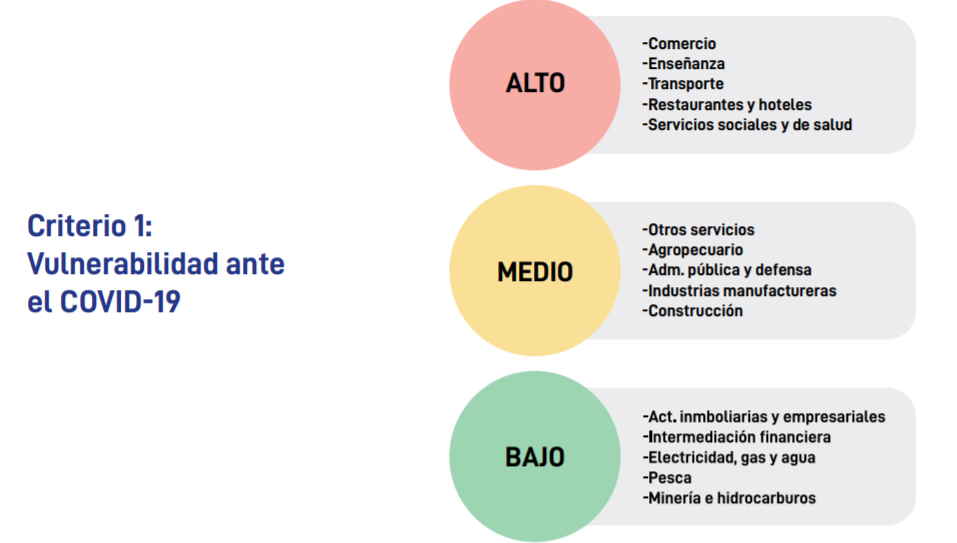 Criterio 1:
Vulnerabilidad ante
el COVID-19
ALTO
-Comercio
-Enseñanza
-Transporte
-Restaurantes y hoteles
-Servicios sociales y de salud
MEDIO
-Otros servicios
-Agropecuario
-Adm. pública y defensa
-Industrias manufactureras
-Construcción
BAJO
-Act. inmboliarias y empresariales
-Intermediación financiera
-Electricidad, gas y agua
-Pesca
-Minería e hidrocarburos